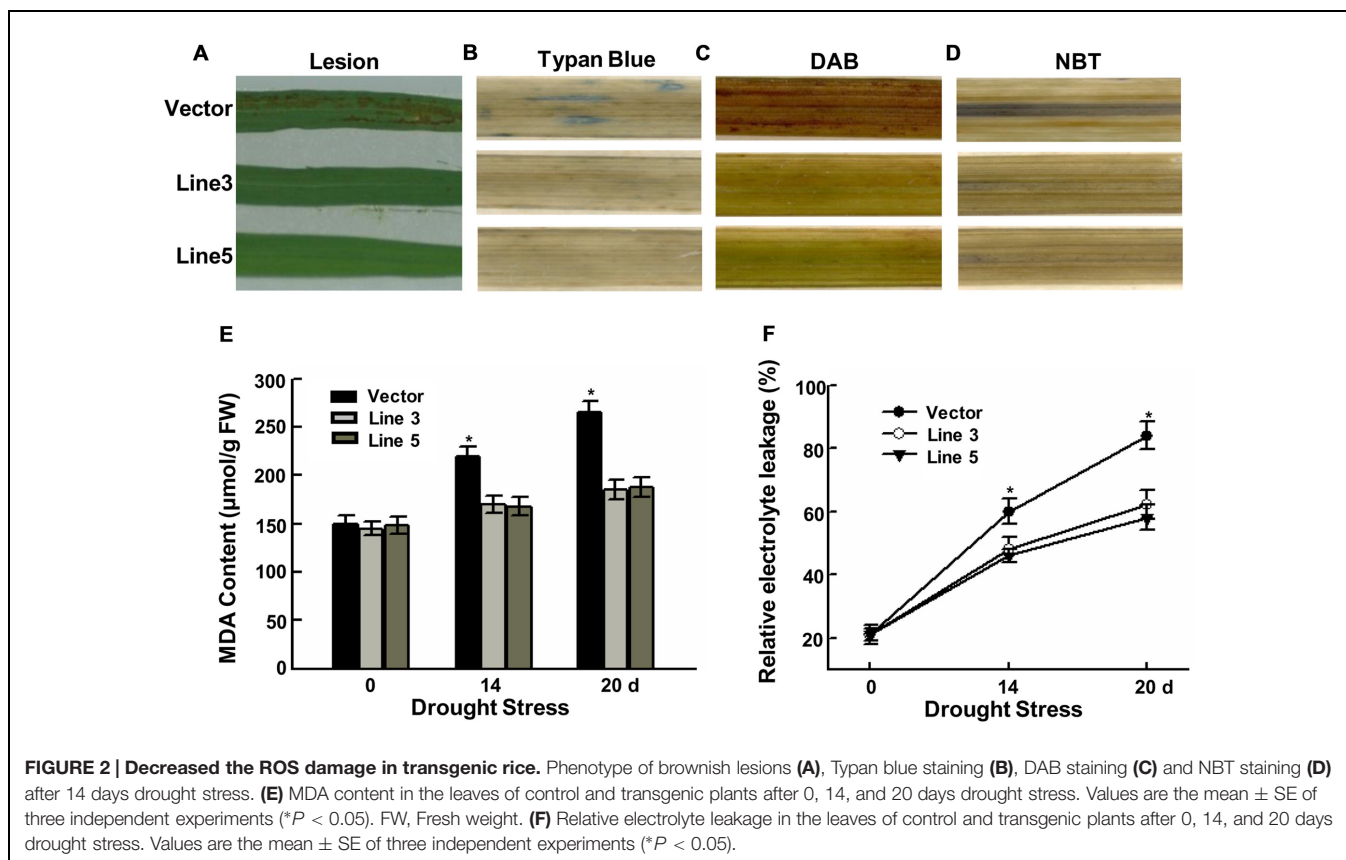 A
Lesion
B
Typan Blue
C
DAB
D
NBT
Vector
Line3
Line5
E
MDA Content (µmol/g FW)
300
250
200
150
100
50
0
Vector
Line 3
Line 5
*
*
0
14
20 d
Drought Stress
F
Relative electrolyte leakage (%)
100
80
60
40
20
Vector
Line 3
Line 5
*
*
0
14
20 d
Drought Stress
FIGURE 2 | Decreased the ROS damage in transgenic rice. Phenotype of brownish lesions (A), Typan blue staining (B), DAB staining (C) and NBT staining (D)
after 14 days drought stress. (E) MDA content in the leaves of control and transgenic plants after 0, 14, and 20 days drought stress. Values are the mean ± SE of
three independent experiments (*P < 0.05). FW, Fresh weight. (F) Relative electrolyte leakage in the leaves of control and transgenic plants after 0, 14, and 20 days
drought stress. Values are the mean ± SE of three independent experiments (*P < 0.05).